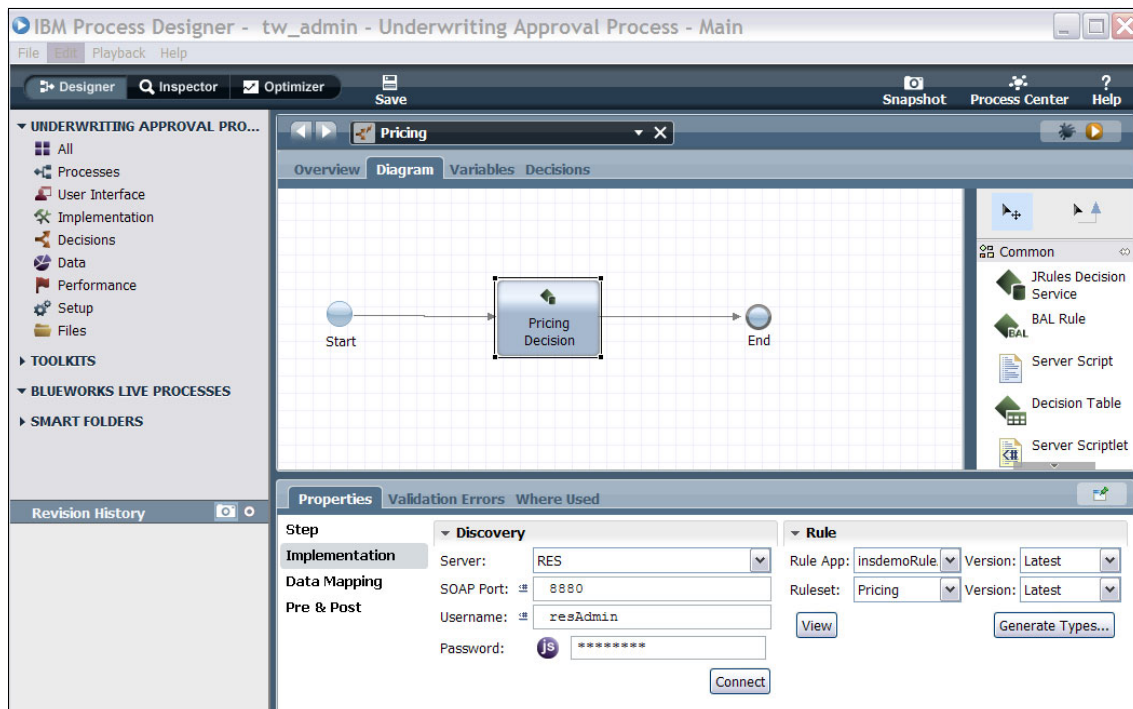 IBM Process Designer - tw_admin - Underwriting Approval Process - Main
File Edit Playback Help
Designer Inspector Optimizer
Save
Snapshot Process Center Help
UNDERWRITING APPROVAL PRO...
All
Processes
User Interface
Implementation
Decisions
Data
Performance
Setup
Files
TOOLKITS
BLUEWORKS LIVE PROCESSES
SMART FOLDERS
Revision History
Pricing
Overview Diagram Variables Decisions
Start
Pricing
Decision
End
Common
JRules Decision
Service
BAL
BAL Rule
Server Script
Decision Table
Server Scriptlet
Properties Validation Errors Where Used
Step
Implementation
Data Mapping
Pre & Post
Discovery
Server: RES
SOAP Port: 8880
Username: resAdmin
Password: js ********
Connect
Rule
Rule App: insdemoRule Version: Latest
Ruleset: Pricing Version: Latest
View Generate Types...